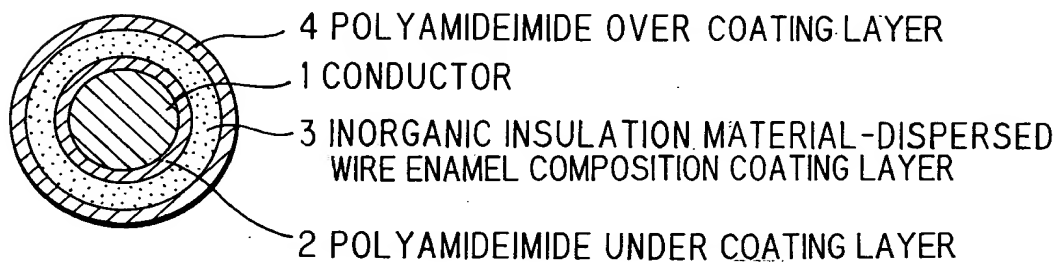 4 POLYAMIDEIMIDE OVER COATING LAYER
1 CONDUCTOR
3 INORGANIC INSULATION MATERIAL-DISPERSED
WIRE ENAMEL COMPOSITION COATING LAYER
2 POLYAMIDEIMIDE UNDER COATING LAYER